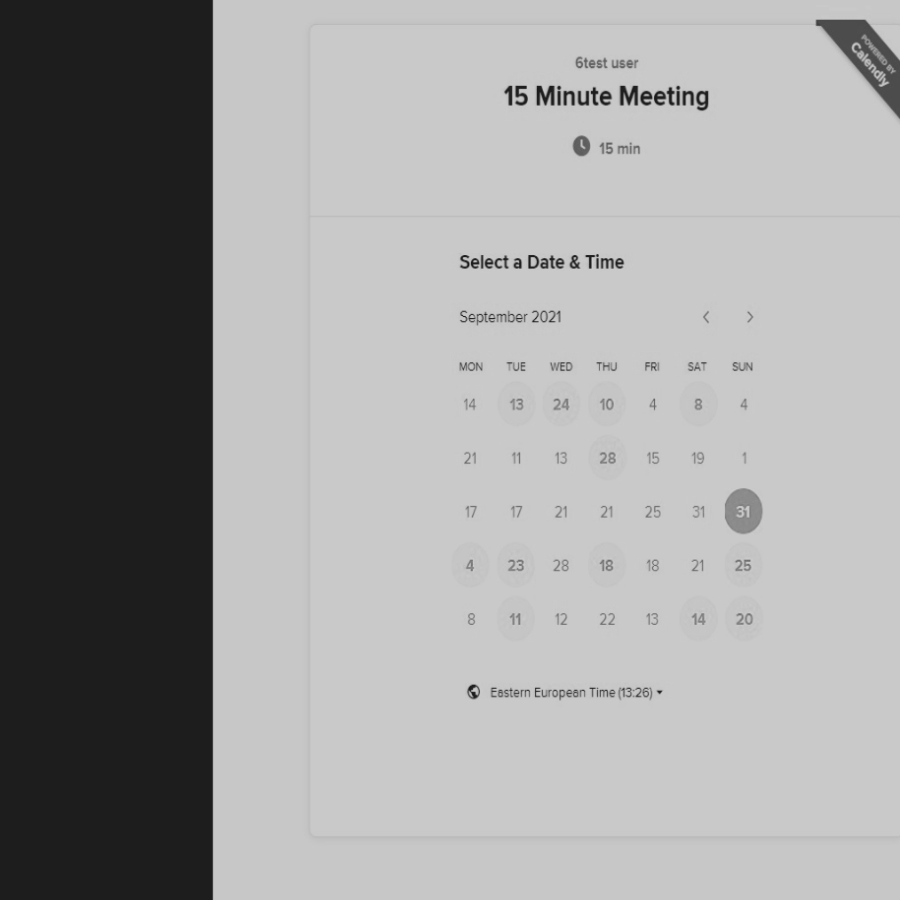 POWERED BY
Calendly
6test user
15 Minute Meeting
15 min
Select a Date & Time
September 2021
MON TUE WED THU FRI SAT SUN
14 13 24 10 4 8 4
21 11 13 28 15 19 1
17 17 21 21 25 31 31
4 23 28 18 18 21 25
8 11 12 22 13 14 20
Eastern European Time (13:26)